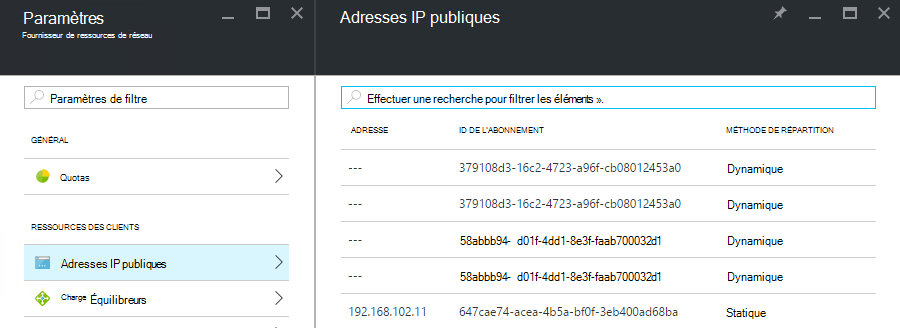 Paramètres
Fournisseur de ressources de réseau
Paramètres de filtre
GÉNÉRAL
Quotas
RESSOURCES DES CLIENTS
Adresses IP publiques
Charge Équilibreurs
Adresses IP publiques
Effectuer une recherche pour filtrer les éléments ».
ADRESSE ID DE L'ABONNEMENT MÉTHODE DE RÉPARTITION
--- 379108d3-16c2-4723-a96f-cb08012453a0 Dynamique
--- 379108d3-16c2-4723-a96f-cb08012453a0 Dynamique
--- 58abbb94- d01f-4dd1-8e3f-faab700032d1 Dynamique
--- 58abbb94- d01f-4dd1-8e3f-faab700032d1 Dynamique
192.168.102.11 647cae74-acea-4b5a-bf0f-3eb400ad68ba Statique